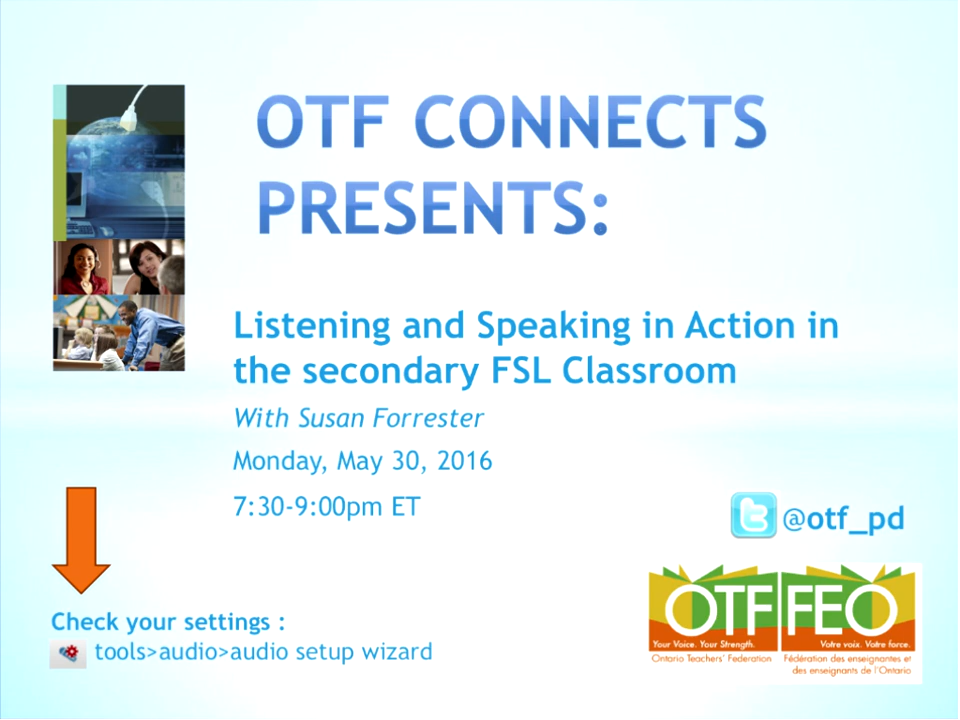 OTF CONNECTS
PRESENTS:
Listening and Speaking in Action in
the secondary FSL Classroom
With Susan Forrester
Monday, May 30, 2016
7:30-9:00pm ET
@otf_pd
Check your settings :
tools>audio>audio setup wizard
OTF FEO
Your Voice. Your Strength. Votre voix. Votre force.
Ontario Teachers' Federation Fédération des enseignantes et
des enseignants de l'Ontario